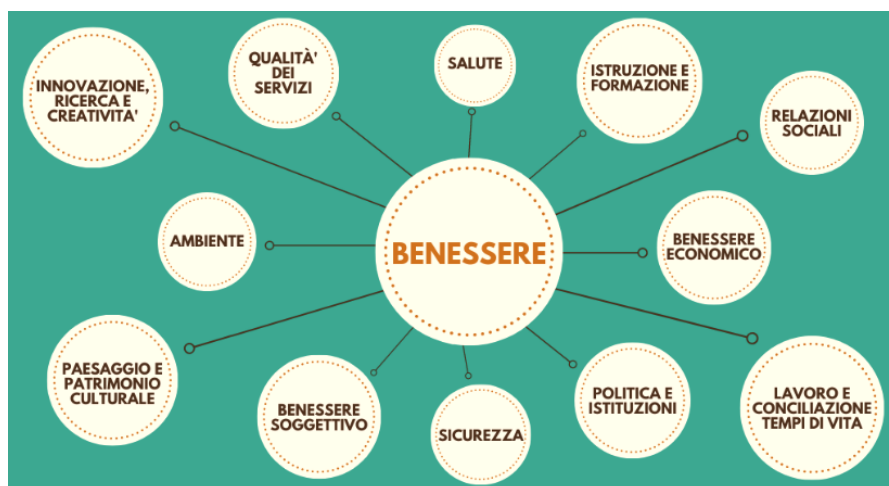 INNOVAZIONE,
RICERCA E
CREATIVITA'
QUALITÀ'
DEI
SERVIZI
SALUTE
ISTRUZIONE E
FORMAZIONE
RELAZIONI
SOCIALI
AMBIENTE
BENESSERE
BENESSERE
ECONOMICO
PAESAGGIO E
PATRIMONIO
CULTURALE
BENESSERE
SOGGETTIVO
SICUREZZA
POLITICA E
ISTITUZIONI
LAVORO E
CONCILIAZIONE
TEMPI DI VITA